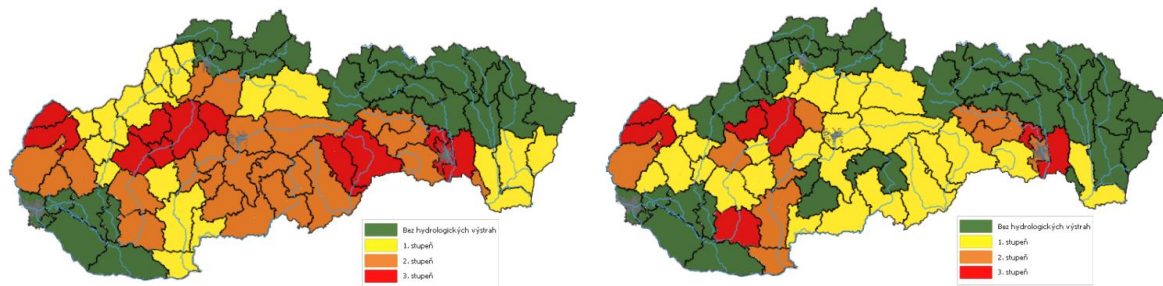 Bez hydrologických výstrah
1. stupeň
2. stupeň
3. stupeň
Bez hydrologických výstrah
1. stupeň
2. stupeň
3. stupeň